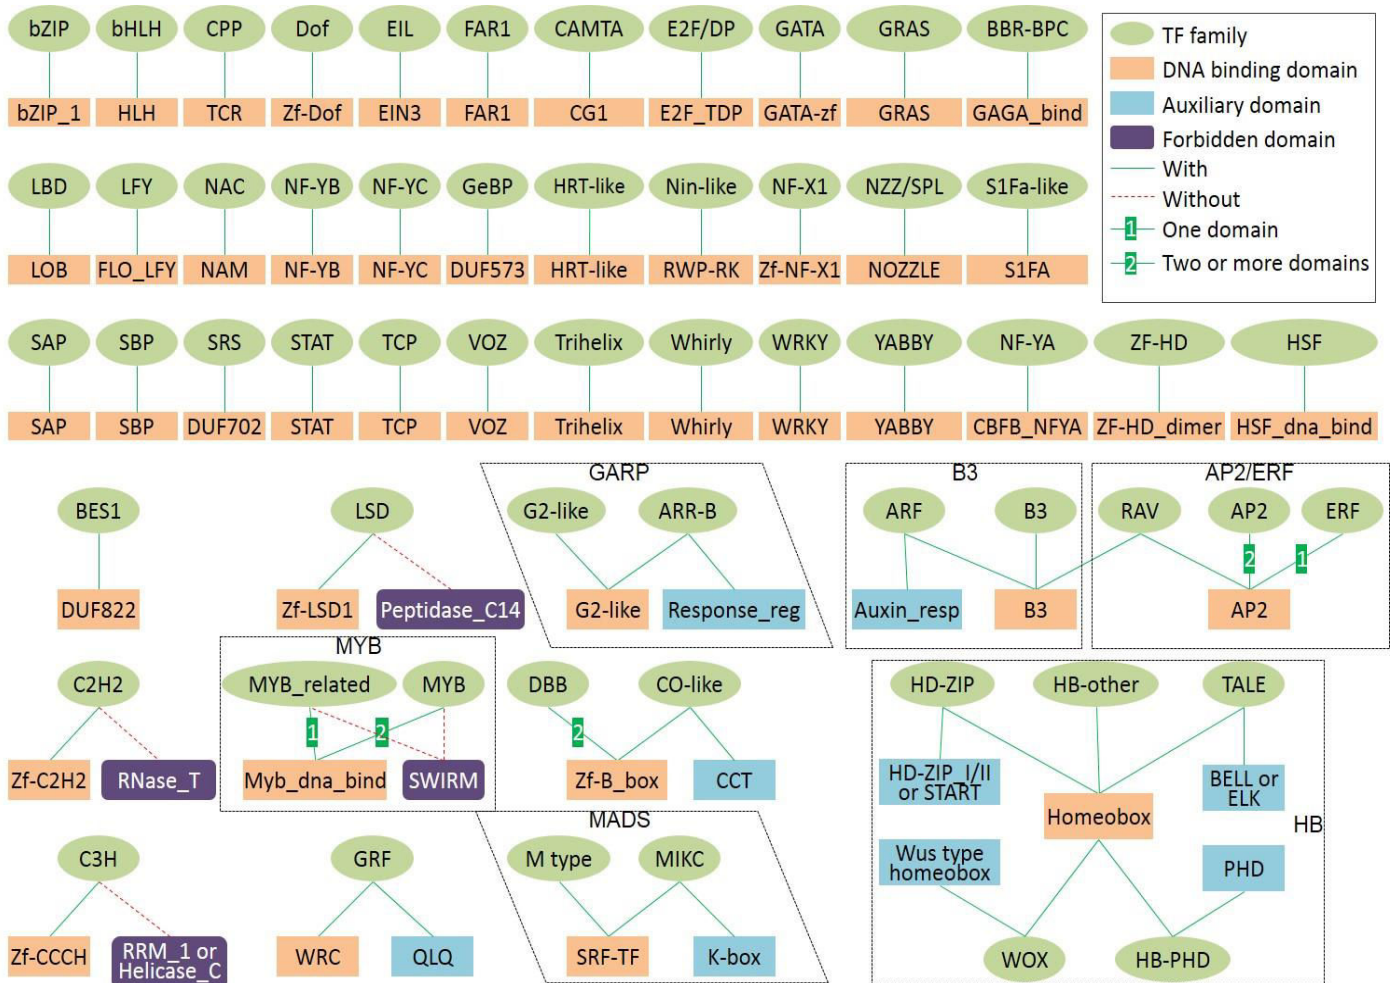 bZIP bHLH CPP Dof EIL FAR1 CAMTA E2F/DP GATA GRAS BBR-BPC
bZIP_1 HLH TCR Zf-Dof EIN3 FAR1 CG1 E2F_TDP GATA-zf GRAS GAGA_bind
TF family
DNA binding domain
Auxiliary domain
Forbidden domain
With
Without
1 One domain
2 Two or more domains
LBD LFY NAC NF-YB NF-YC GeBP HRT-like Nin-like NF-X1 NZZ/SPL S1Fa-like
LOB FLO_LFY NAM NF-YB NF-YC DUF573 HRT-like RWP-RK Zf-NF-X1 NOZZLE S1FA
SAP SBP SRS STAT TCP VOZ Trihelix Whirly WRKY YABBY NF-YA ZF-HD HSF
SAP SBP DUF702 STAT TCP VOZ Trihelix Whirly WRKY YABBY CBFB_NFYA ZF-HD_dimer HSF_dna_bind
GARP B3 AP2/ERF
BES1 LSD G2-like ARR-B ARF B3 RAV AP2 ERF
2 1
DUF822 Zf-LSD1 Peptidase_C14 G2-like Response_reg Auxin_resp B3 AP2
MYB
C2H2 MYB_related MYB DBB CO-like HD-ZIP HB-other TALE
1 2 2
Zf-C2H2 RNase_T Myb_dna_bind SWIRM Zf-B_box CCT
HD-ZIP_I/II
or START
BELL or
ELK
Homeobox
HB
MADS
C3H GRF M type MIKC
Wus type
homeobox
PHD
Zf-CCCH
RRM_1 or
Helicase_C
WRC QLQ SRF-TF K-box WOX HB-PHD